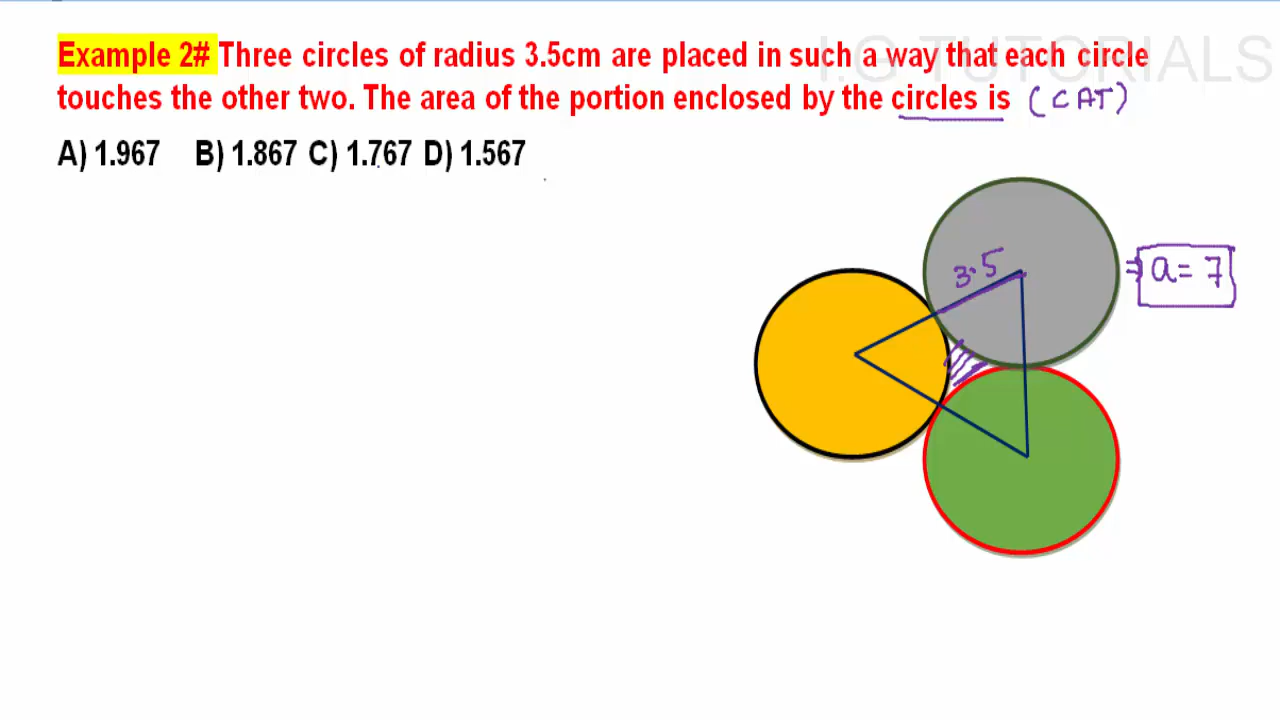 I.G TUTORIALS
Example 2# Three circles of radius 3.5cm are placed in such a way that each circle
touches the other two. The area of the portion enclosed by the circles is (CAT)
A) 1.967 B) 1.867 C) 1.767 D) 1.567
3.5
⇒ a = 7